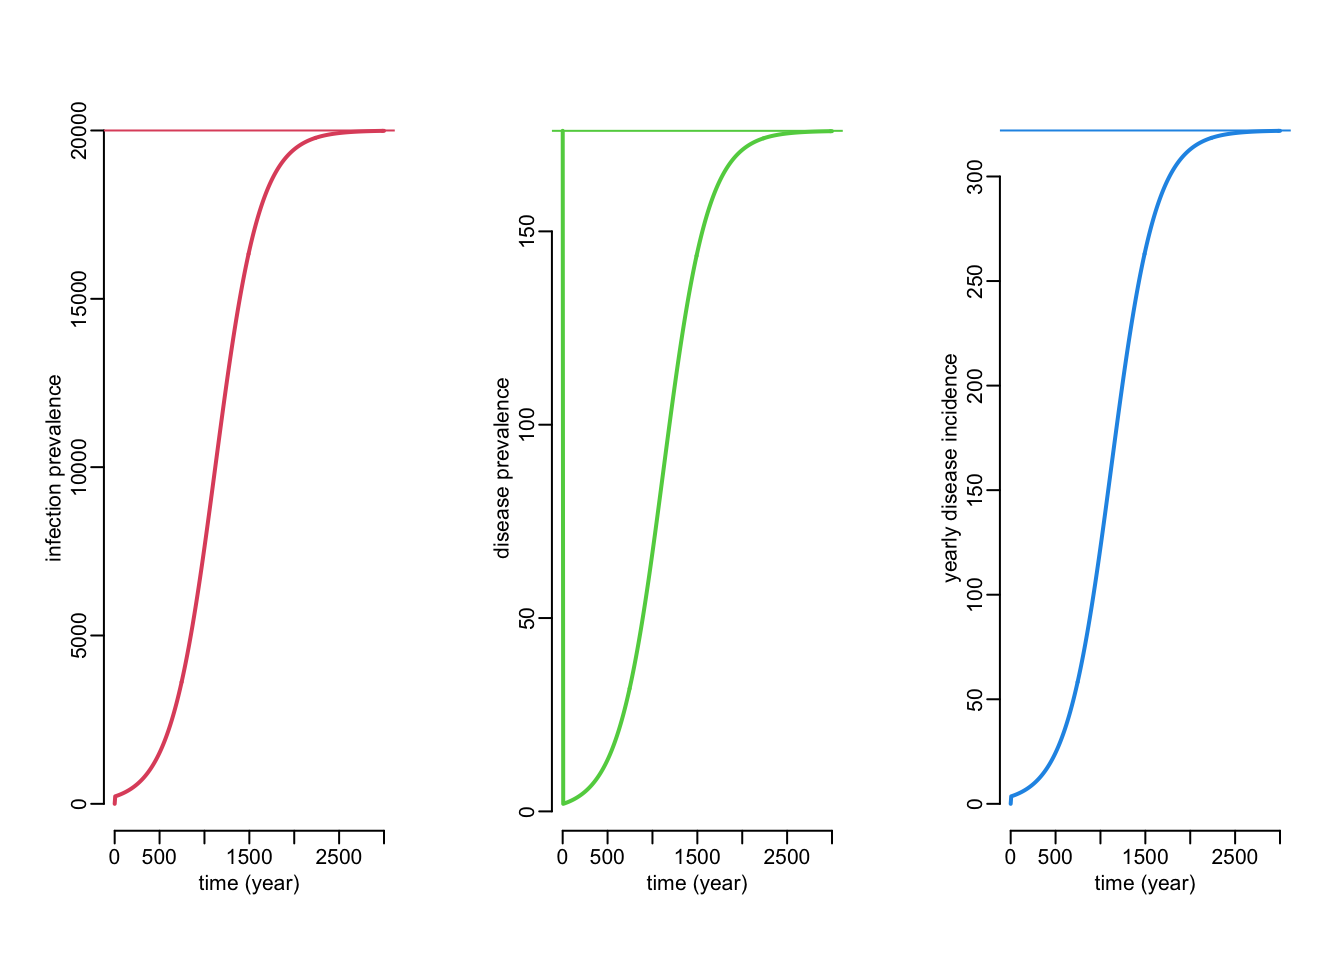 infection prevalence
0
5000
10000
15000
20000
0 500 1500 2500
time (year)
disease prevalence
0
50
100
150
0 500 1500 2500
time (year)
yearly disease incidence
0
50
100
150
200
250
300
0 500 1500 2500
time (year)